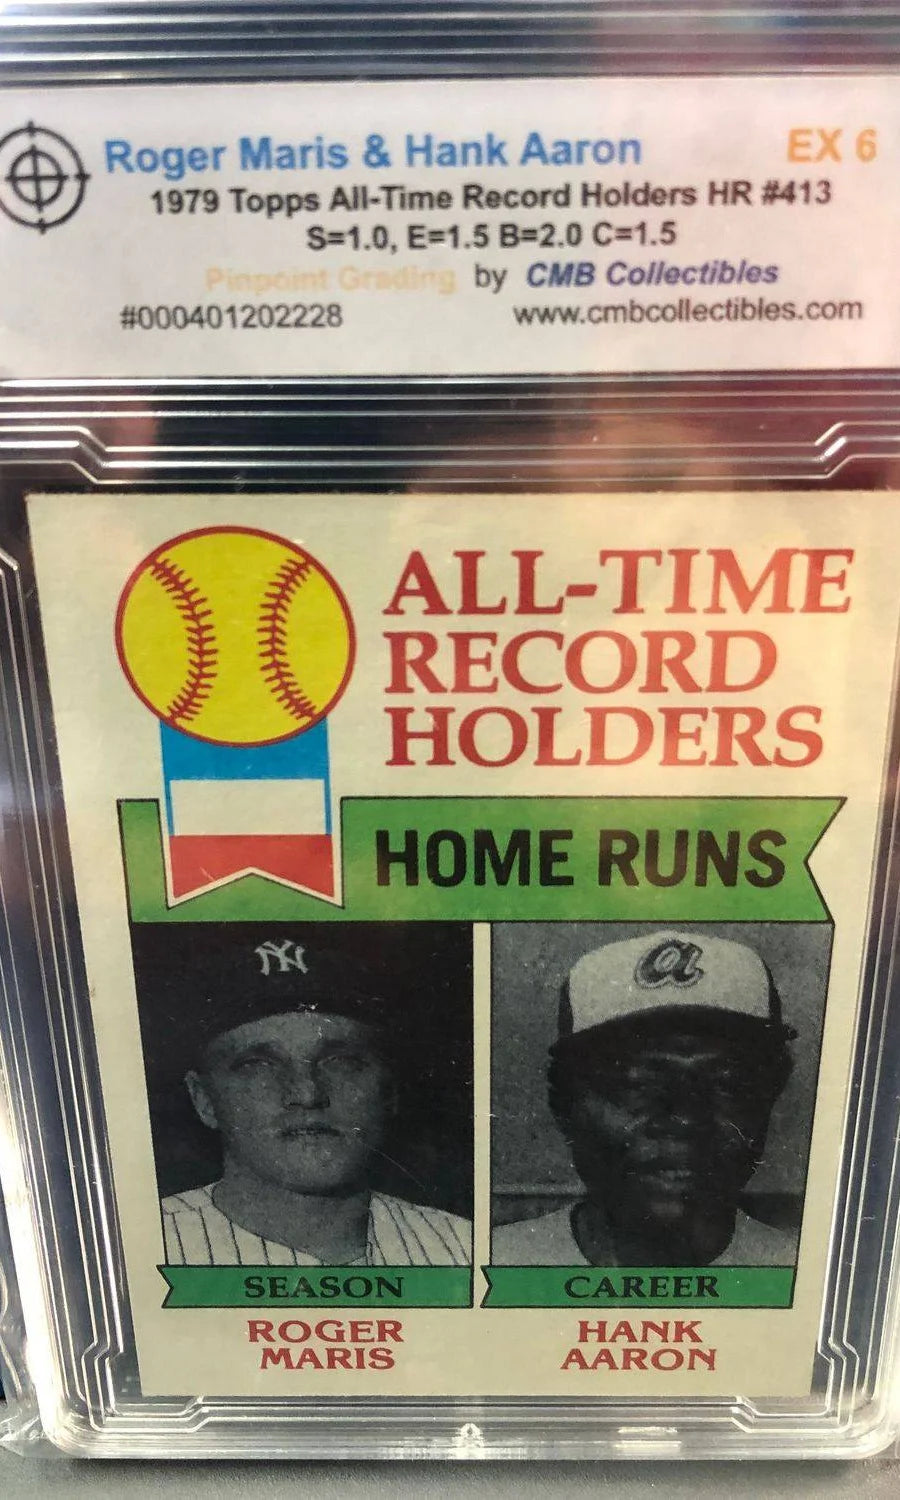 Roger Maris & Hank Aaron EX 6
1979 Topps All-Time Record Holders HR #413
S=1.0, E=1.5 B=2.0 C=1.5
Pinpoint Grading by CMB Collectibles
#000401202228 www.cmbcollectibles.com
ALL-TIME
RECORD
HOLDERS
HOME RUNS
NY
a
SEASON CAREER
ROGER HANK
MARIS AARON